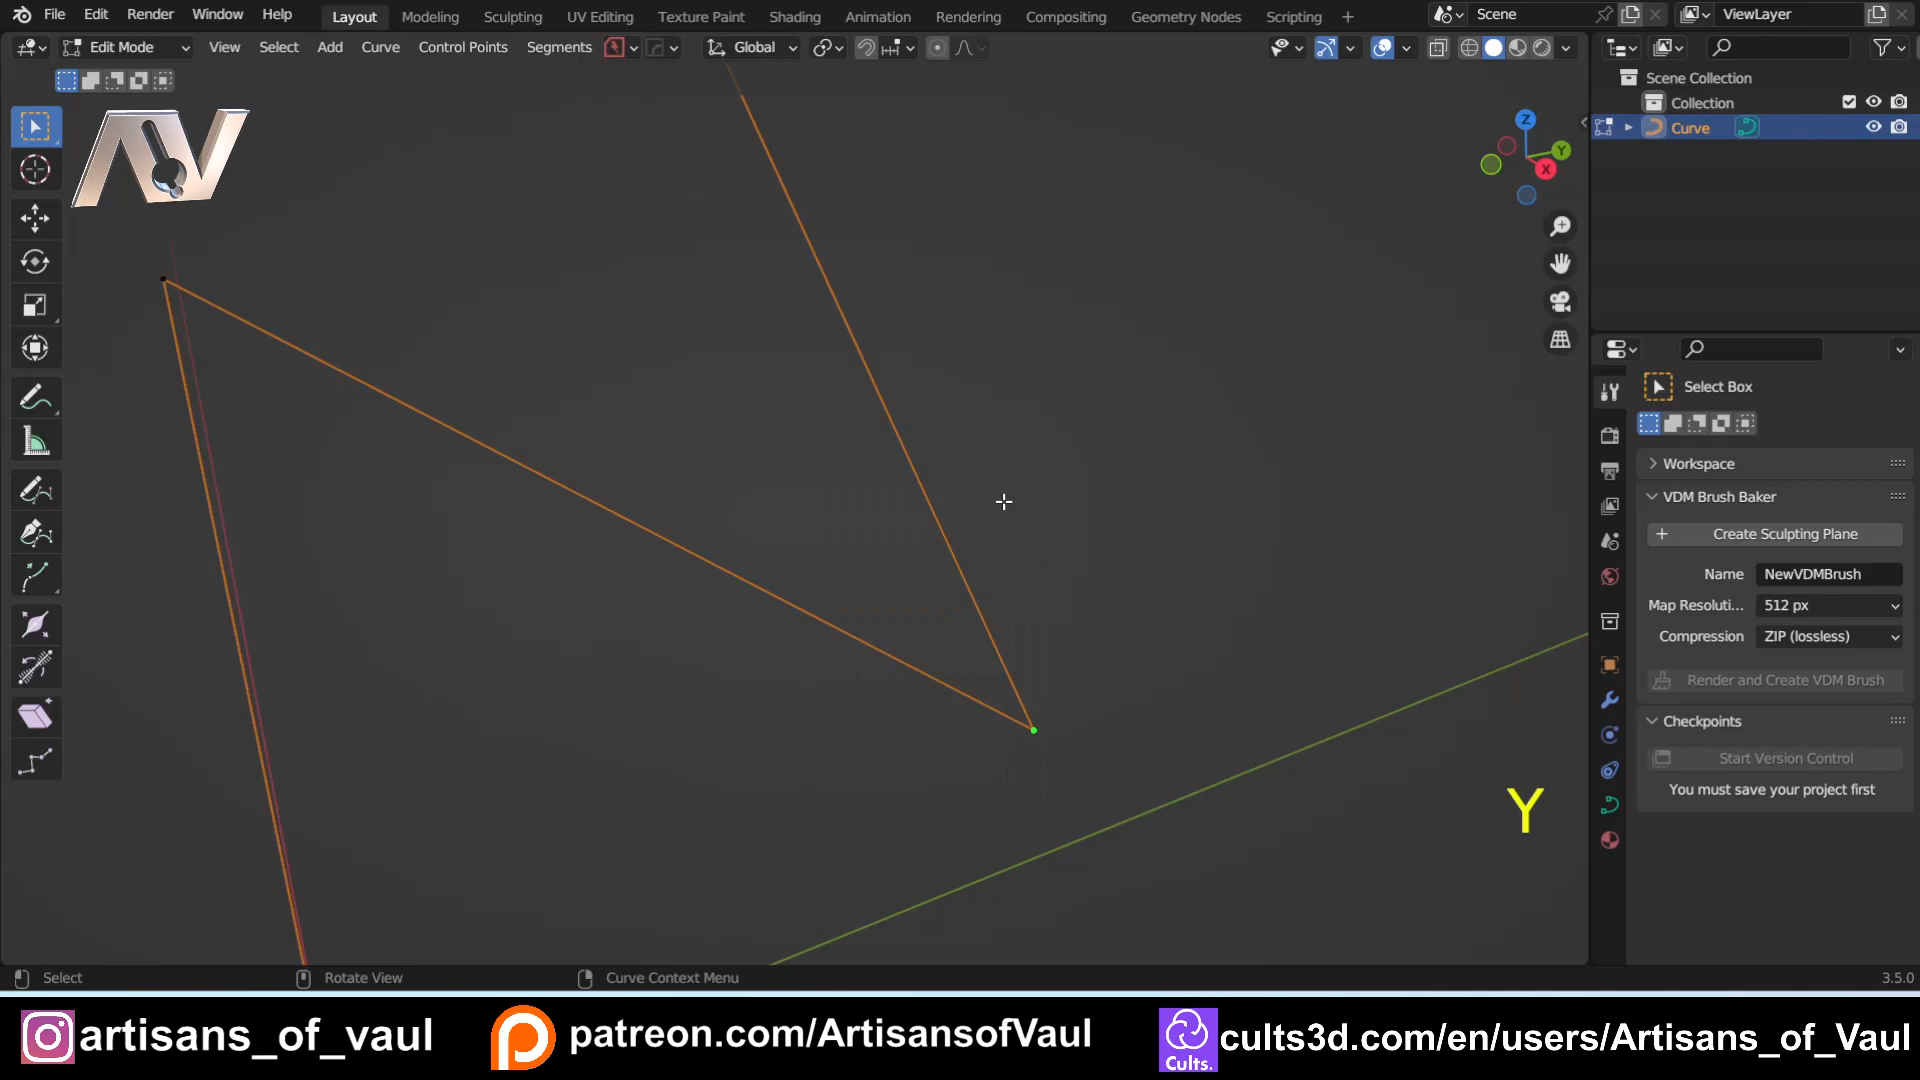 File Edit Render Window Help Layout Modeling Sculpting UV Editing Texture Paint Shading Animation Rendering Compositing Geometry Nodes Scripting + Scene ViewLayer
Edit Mode View Select Add Curve Control Points Segments Global
Scene Collection
Collection
Curve
Z
Y
X
AV
Select Box
Workspace
VDM Brush Baker
Create Sculpting Plane
Name NewVDMBrush
Map Resoluti... 512 px
Compression ZIP (lossless)
Render and Create VDM Brush
Checkpoints
Start Version Control
You must save your project first
Y
Select Rotate View Curve Context Menu 3.5.0
artisans_of_vaul patreon.com/ArtisansofVaul Cults. cults3d.com/en/users/Artisans_of_Vaul